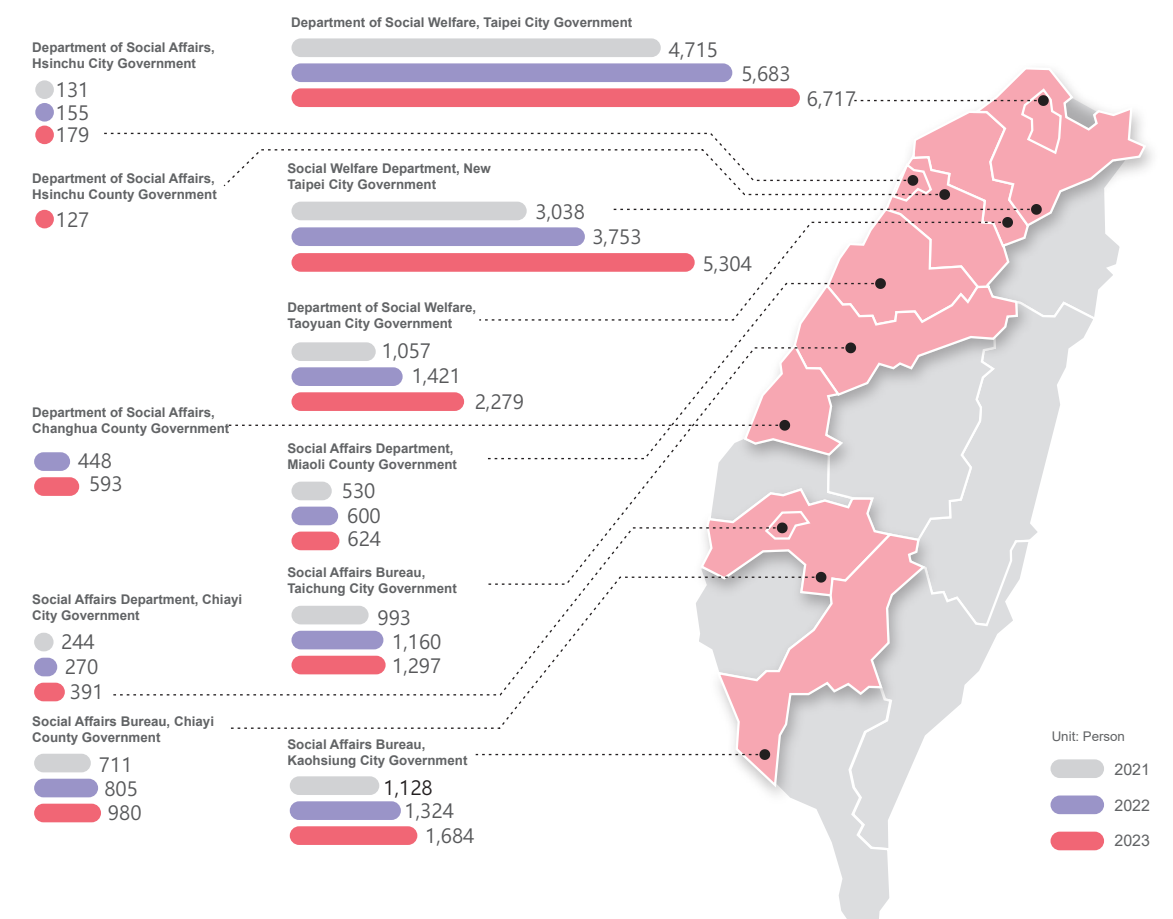 Department of Social Welfare, Taipei City Government
4,715
5,683
6,717
Department of Social Affairs,
Hsinchu City Government
131
155
179
Department of Social Affairs,
Hsinchu County Government
127
Social Welfare Department, New
Taipei City Government
3,038
3,753
5,304
Department of Social Welfare,
Taoyuan City Government
1,057
1,421
2,279
Department of Social Affairs,
Changhua County Government
448
593
Social Affairs Department,
Miaoli County Government
530
600
624
Social Affairs Bureau,
Taichung City Government
993
1,160
1,297
Social Affairs Department, Chiayi
City Government
244
270
391
Social Affairs Bureau, Chiayi
County Government
711
805
980
Social Affairs Bureau,
Kaohsiung City Government
1,128
1,324
1,684
Unit: Person
2021
2022
2023